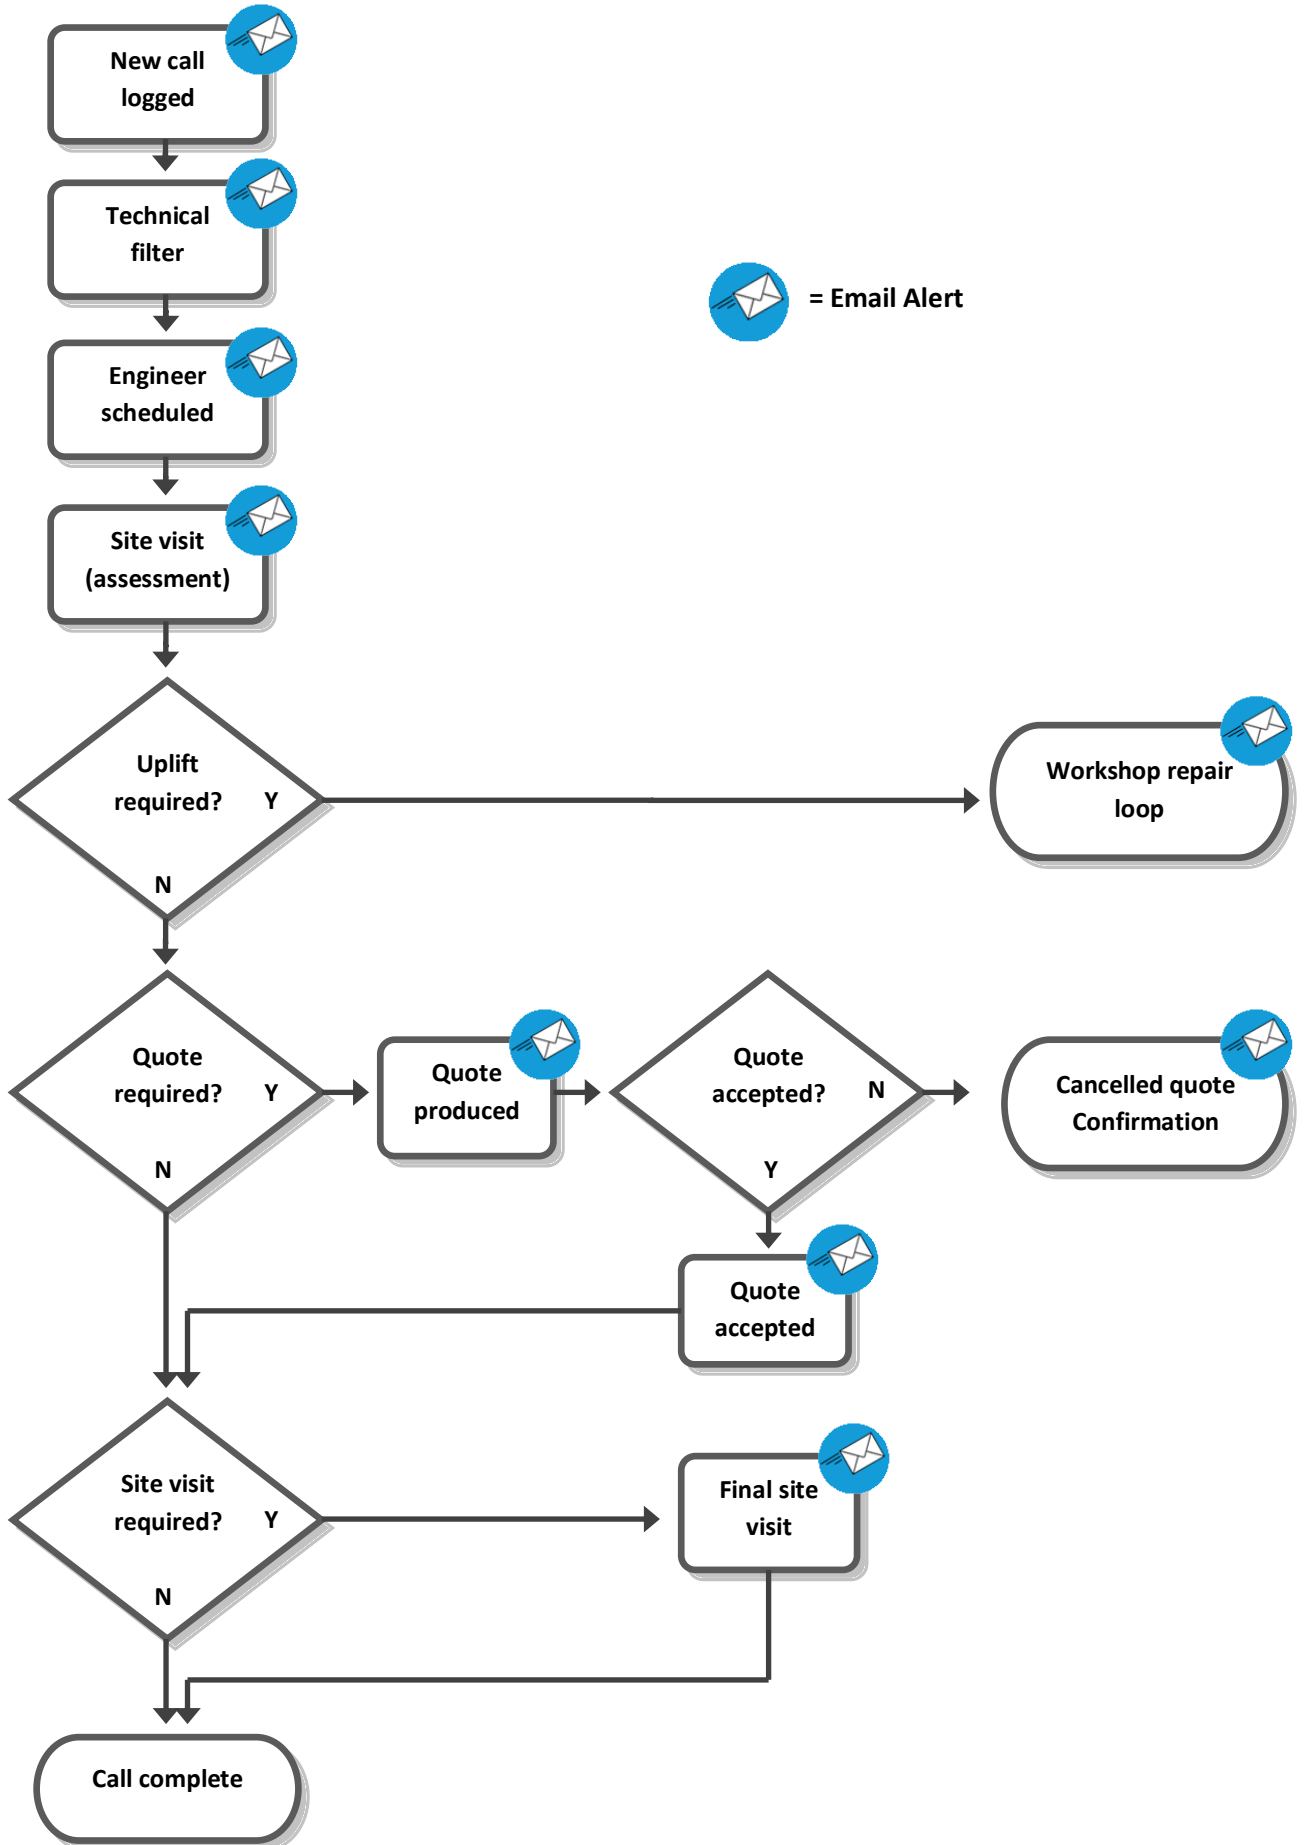 New call
logged
Technical
filter
= Email Alert
Engineer
scheduled
Site visit
(assessment)
Uplift
required?
Y
N
Workshop repair
loop
Quote
required?
Y
N
Quote
produced
Quote
accepted?
N
Y
Cancelled quote
Confirmation
Quote
accepted
Site visit
required?
Y
N
Final site
visit
Call complete